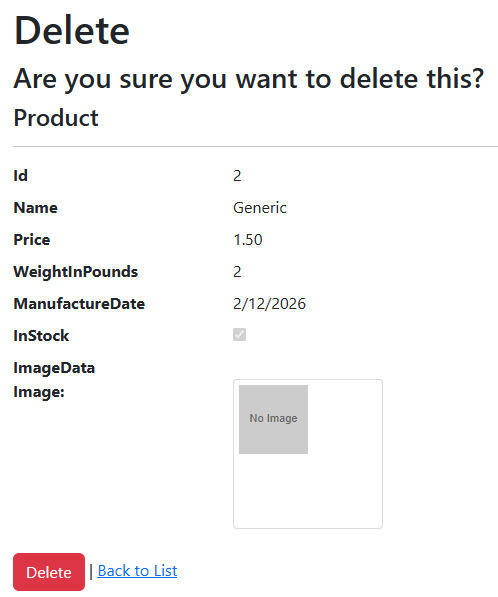 Delete
Are you sure you want to delete this?
Product
Id 2
Name Generic
Price 1.50
WeightInPounds 2
ManufactureDate 2/12/2026
InStock
ImageData
Image:
No Image
Delete | Back to List